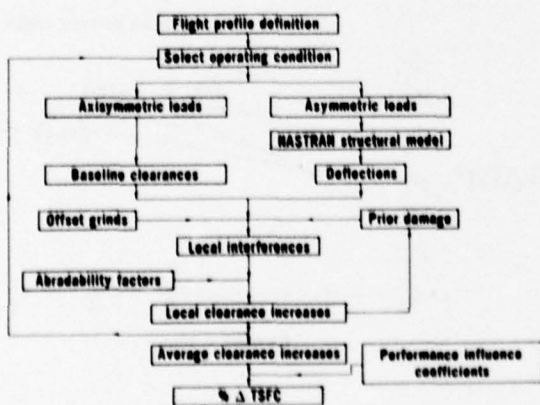 Flight profile definition
Select operating condition
Axisymmetric loads
Asymmetric loads
NASTRAN structural model
Baseline clearances
Deflections
Offset grinds
Prior damage
Local interferences
Abradability factors
Local clearance increases
Average clearance increases
Performance influence
coefficients
% Δ TSFC